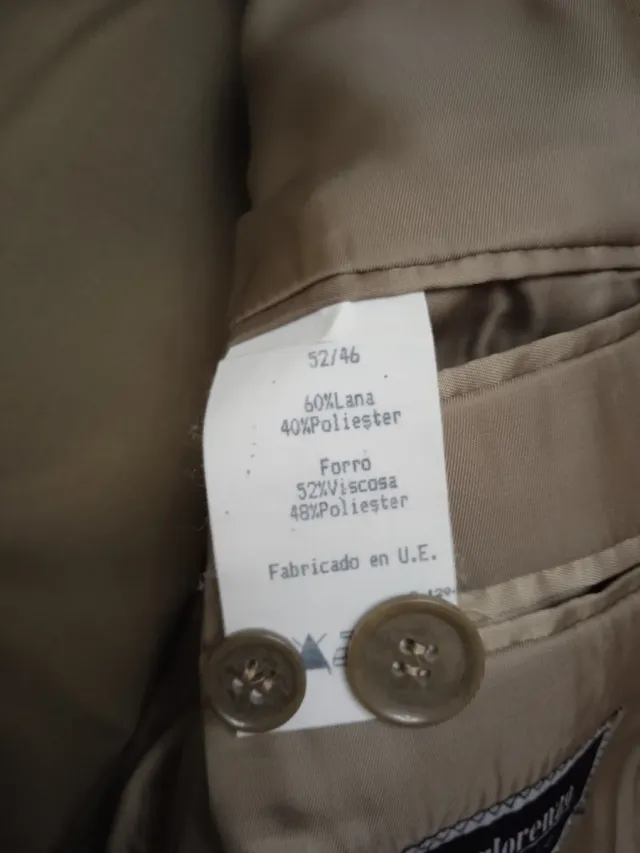 52/46
60%Lana
40%Poliester
Forro
52%Viscosa
48%Poliester
Fabricado en U.E.